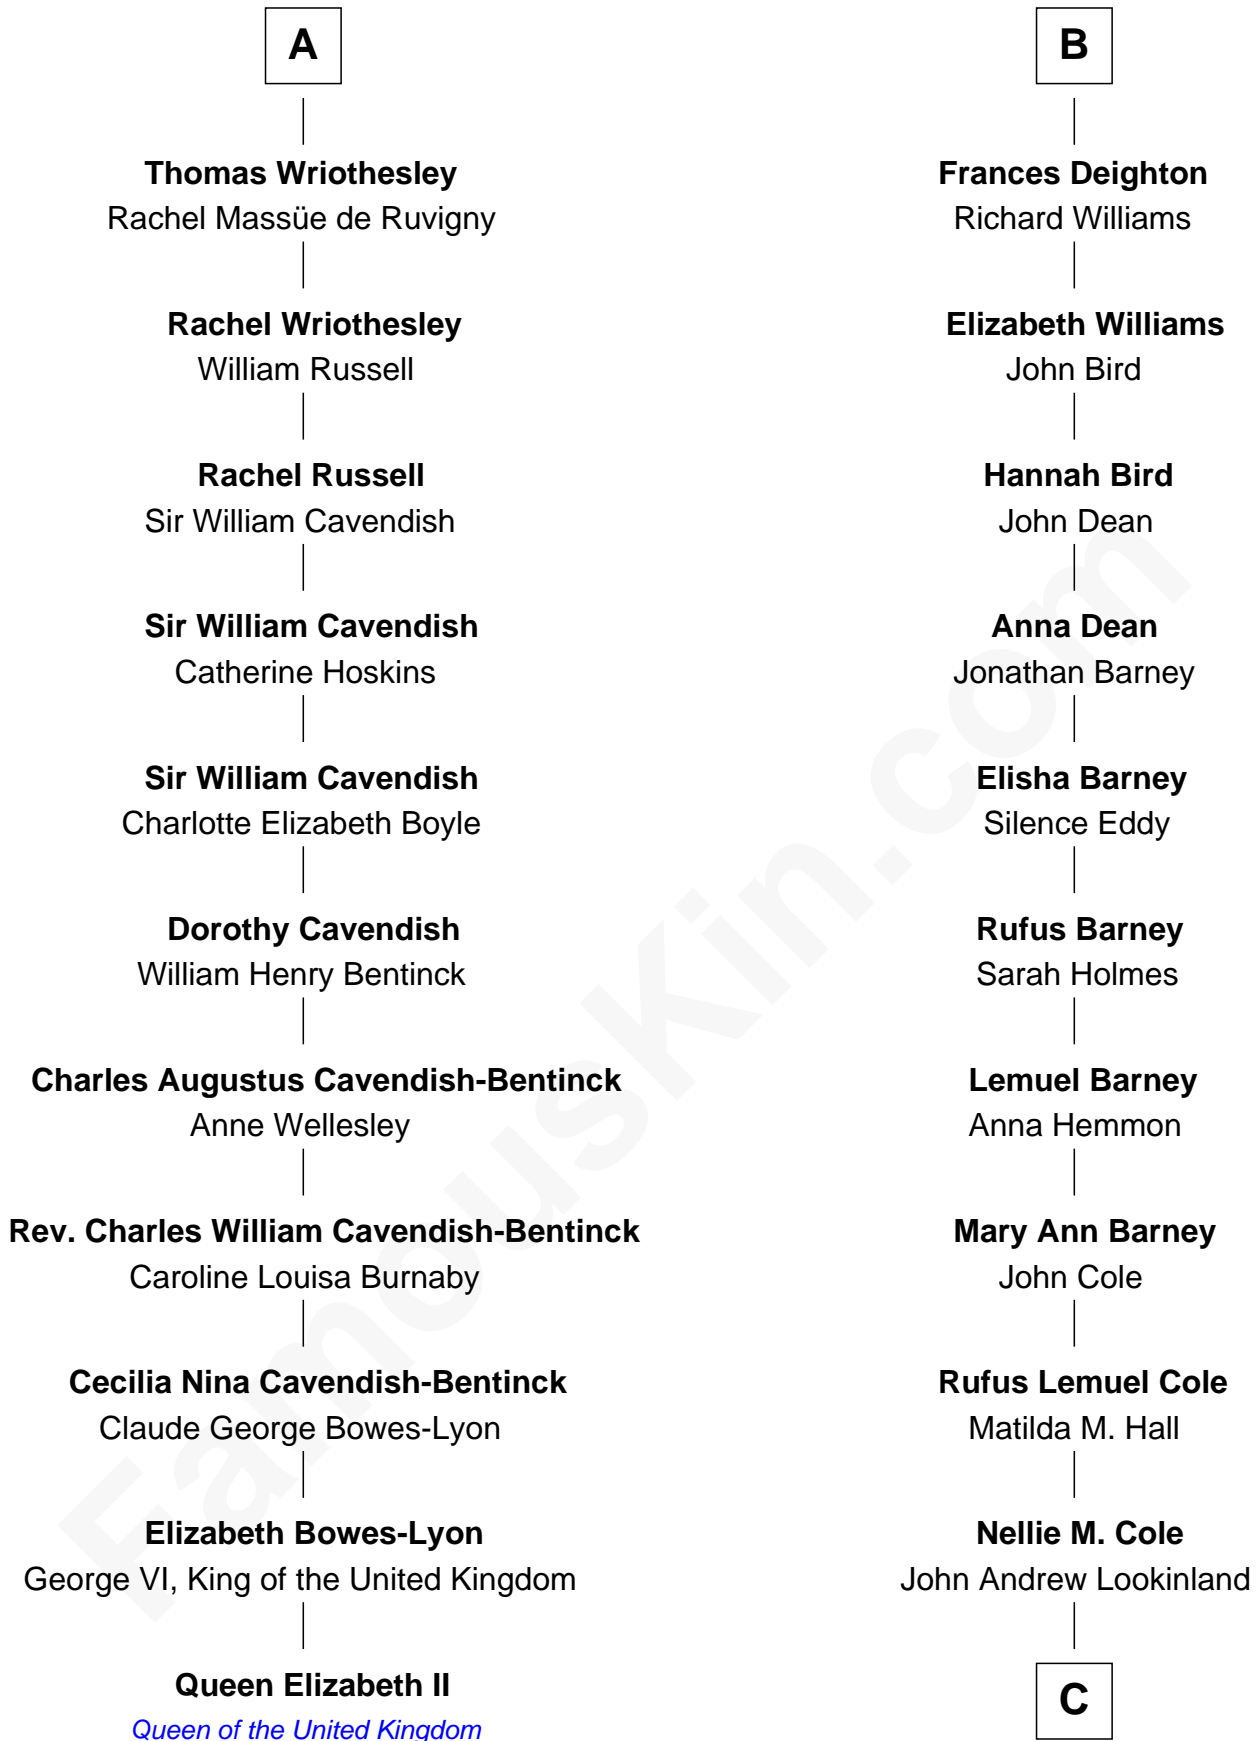 A
Thomas Wriothesley
Rachel Massüe de Ruvigny
Rachel Wriothesley
William Russell
Rachel Russell
Sir William Cavendish
Sir William Cavendish
Catherine Hoskins
Sir William Cavendish
Charlotte Elizabeth Boyle
Dorothy Cavendish
William Henry Bentinck
Charles Augustus Cavendish-Bentinck
Anne Wellesley
Rev. Charles William Cavendish-Bentinck
Caroline Louisa Burnaby
Cecilia Nina Cavendish-Bentinck
Claude George Bowes-Lyon
Elizabeth Bowes-Lyon
George VI, King of the United Kingdom
Queen Elizabeth II
Queen of the United Kingdom
B
Frances Deighton
Richard Williams
Elizabeth Williams
John Bird
Hannah Bird
John Dean
Anna Dean
Jonathan Barney
Elisha Barney
Silence Eddy
Rufus Barney
Sarah Holmes
Lemuel Barney
Anna Hemmon
Mary Ann Barney
John Cole
Rufus Lemuel Cole
Matilda M. Hall
Nellie M. Cole
John Andrew Lookinland
C
FamousKin.com